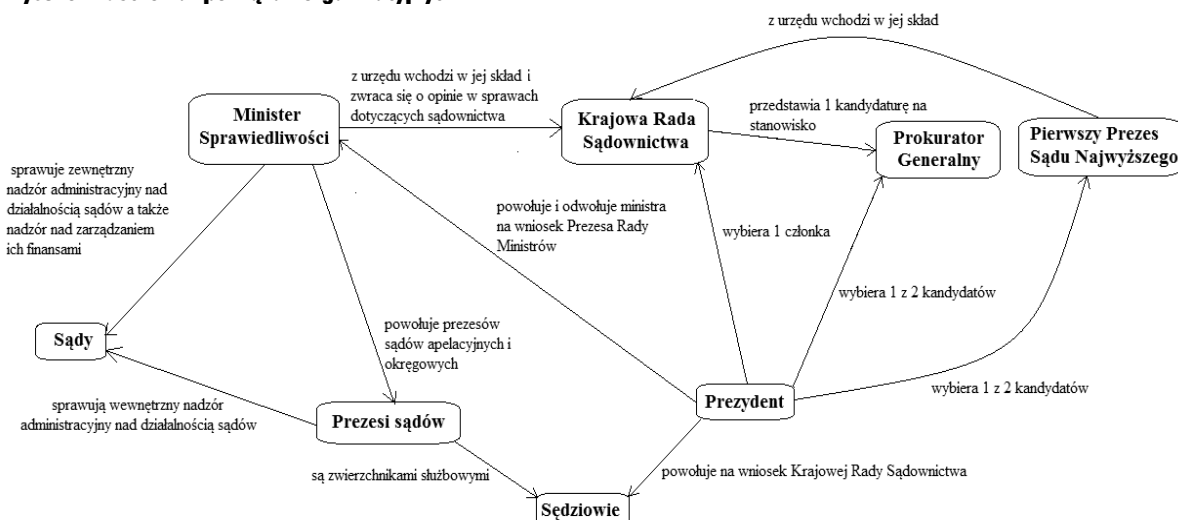 z urzędu wchodzi w jej skład
z urzędu wchodzi w jej skład i
zwraca się o opinie w sprawach
dotyczących sądownictwa
Minister
Sprawiedliwości
Krajowa Rada
Sądownictwa
przedstawia 1 kandydaturę na
stanowisko
Prokurator
Generalny
Pierwszy Prezes
Sądu Najwyższego
sprawuje zewnętrzny
nadzór administracyjny nad
działalnością sądów a także
nadzór nad zarządzaniem
ich finansami
powołuje i odwołuje ministra
na wniosek Prezesa Rady
Ministrów
wybiera 1 członka
wybiera 1 z 2 kandydatów
Sądy
powołuje prezesów
sądów apelacyjnych i
okręgowych
wybiera 1 z 2 kandydatów
Prezydent
sprawują wewnętrzny nadzór
administracyjny nad działalnością sądów
Prezesi sądów
są zwierzchnikami służbowymi
powołuje na wniosek Krajowej Rady Sądownictwa
Sędziowie